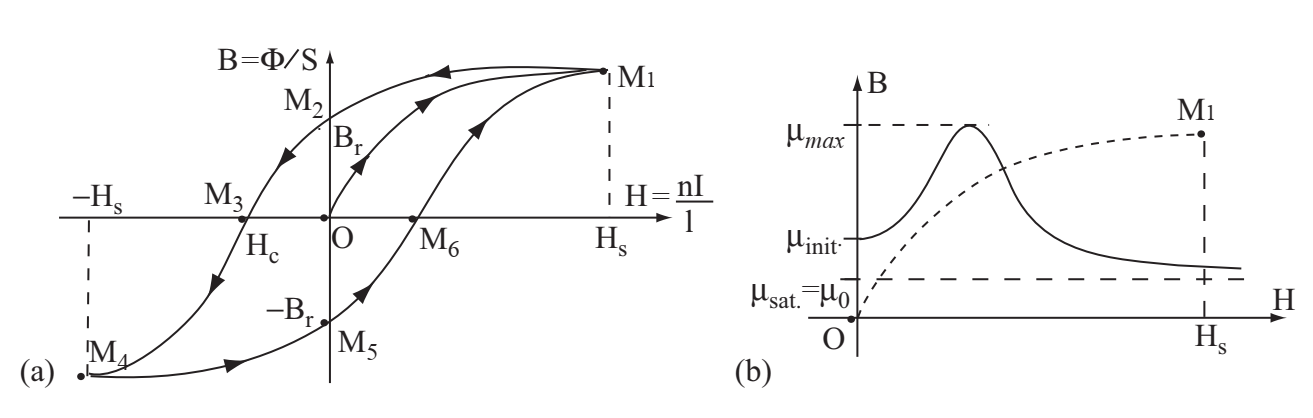 B=Φ/S
M1
M2
Br
−Hs
M3
H = nI/l
Hc
O
M6
Hs
−Br
M5
M4
(a)
B
μmax
M1
μinit.
μsat.=μ0
H
O
Hs
(b)